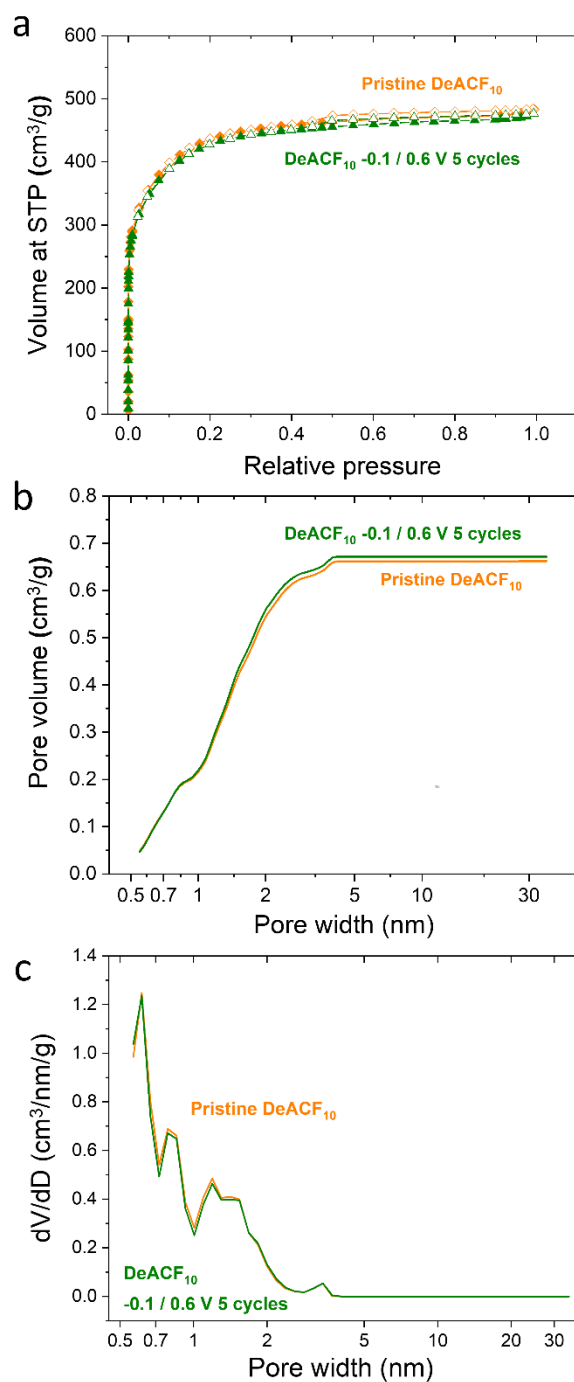 a
600
500
400
300
200
100
0
Volume at STP (cm³/g)
Pristine DeACF₁₀
DeACF₁₀ -0.1 / 0.6 V 5 cycles
0.0 0.2 0.4 0.6 0.8 1.0
Relative pressure
b
0.8
0.7
0.6
0.5
0.4
0.3
0.2
0.1
0.0
Pore volume (cm³/g)
DeACF₁₀ -0.1 / 0.6 V 5 cycles
Pristine DeACF₁₀
0.5 0.7 1 2 5 10 30
Pore width (nm)
c
1.4
1.2
1.0
0.8
0.6
0.4
0.2
0.0
dV/dD (cm³/nm/g)
Pristine DeACF₁₀
DeACF₁₀
-0.1 / 0.6 V 5 cycles
0.5 0.7 1 2 5 10 20 30
Pore width (nm)